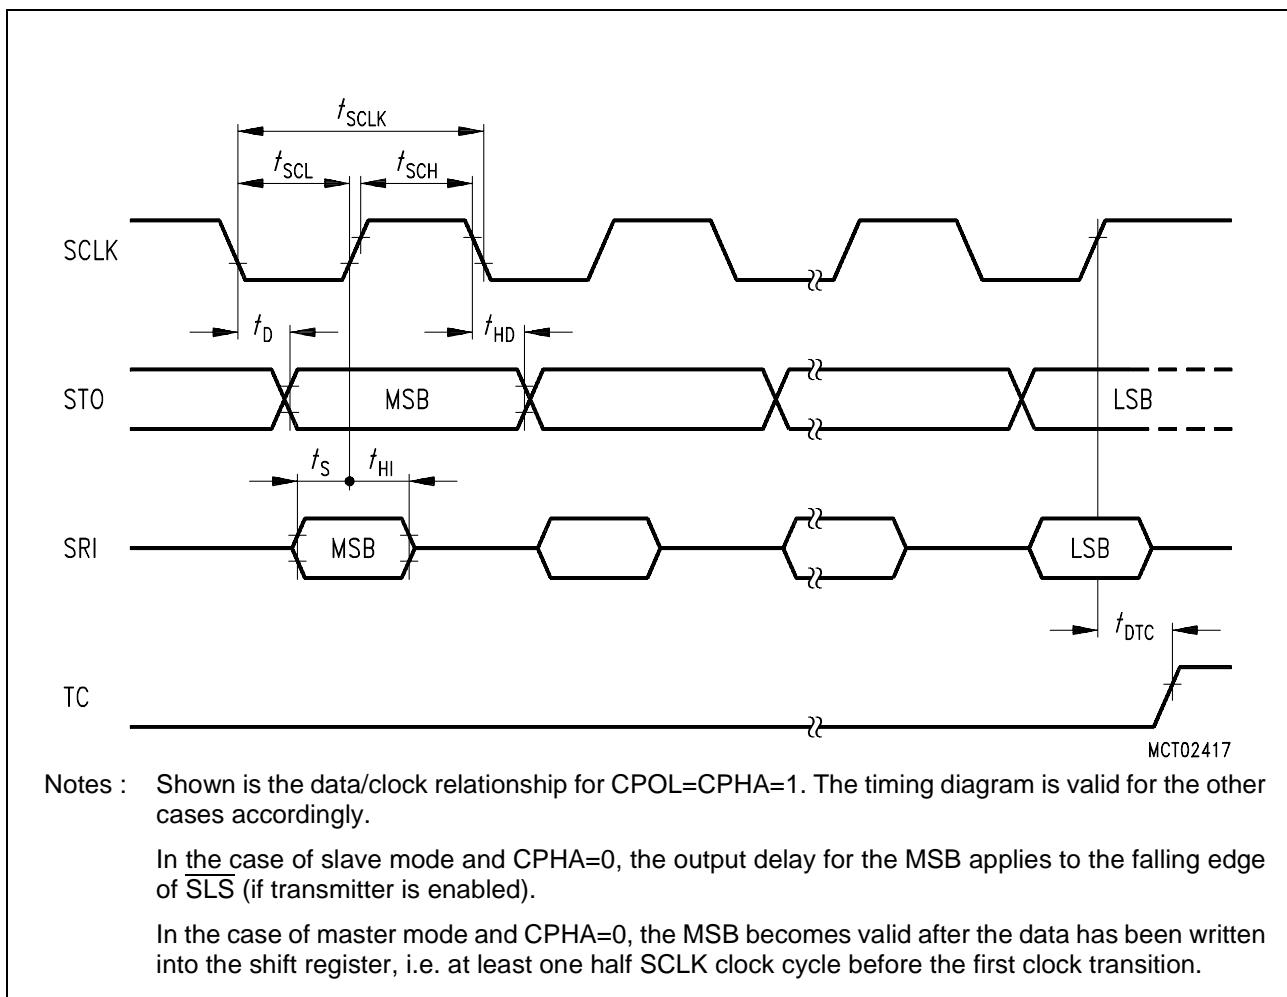 tSCLK
tSCL
tSCH
SCLK
tD
tHD
STO
MSB
LSB
tS
tHI
SRI
MSB
LSB
tDTC
TC
MCT02417
Notes : Shown is the data/clock relationship for CPOL=CPHA=1. The timing diagram is valid for the other
cases accordingly.
In the case of slave mode and CPHA=0, the output delay for the MSB applies to the falling edge
of SLS (if transmitter is enabled).
In the case of master mode and CPHA=0, the MSB becomes valid after the data has been written
into the shift register, i.e. at least one half SCLK clock cycle before the first clock transition.